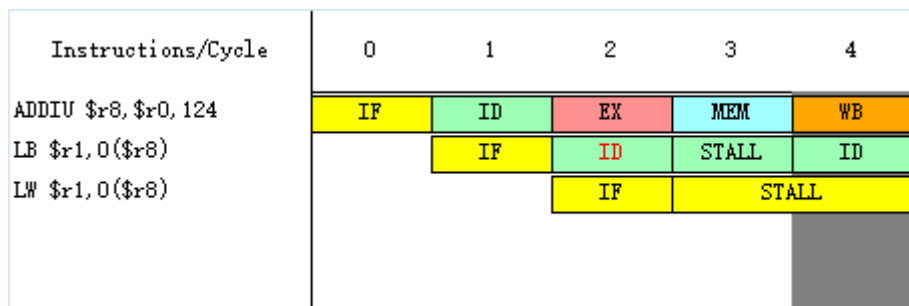 Instructions/Cycle 0 1 2 3 4
ADDIU $r8,$r0,124 IF ID EX MEM WB
LB $r1,0($r8) IF ID STALL ID
LW $r1,0($r8) IF STALL